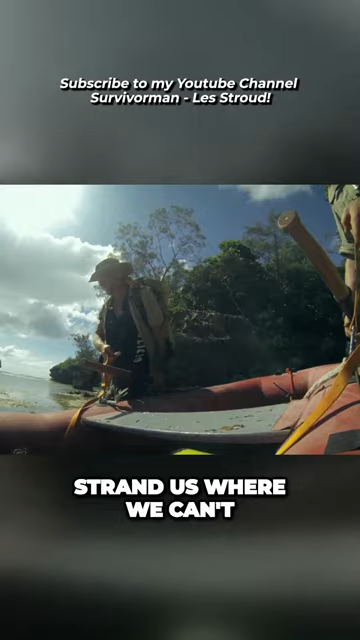 Subscribe to my Youtube Channel
Survivorman - Les Stroud!
STRAND US WHERE
WE CAN'T